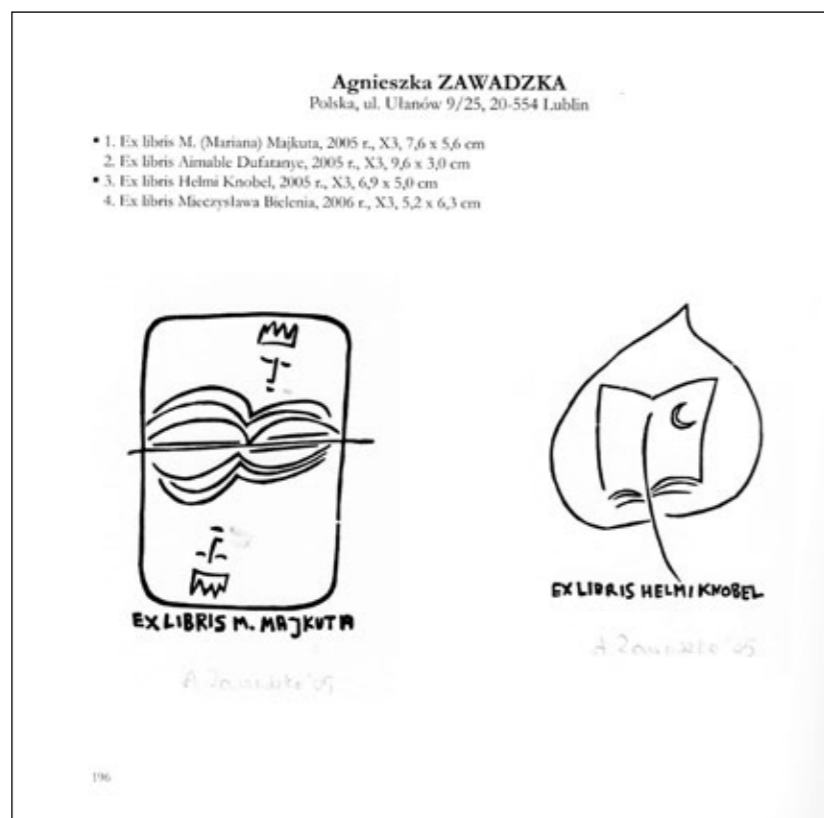 Agnieszka ZAWADZKA
Polska, ul. Ułanów 9/25, 20-554 Lublin
• 1. Ex libris M. (Mariana) Majkuta, 2005 r., X3, 7,6 x 5,6 cm
2. Ex libris Aimable Dufatanye, 2005 r., X3, 9,6 x 3,0 cm
• 3. Ex libris Helmi Knobel, 2005 r., X3, 6,9 x 5,0 cm
4. Ex libris Mieczysława Bielenia, 2006 r., X3, 5,2 x 6,3 cm
EX LIBRIS M. MAJKUTA
EX LIBRIS HELMI KNOBEL
196